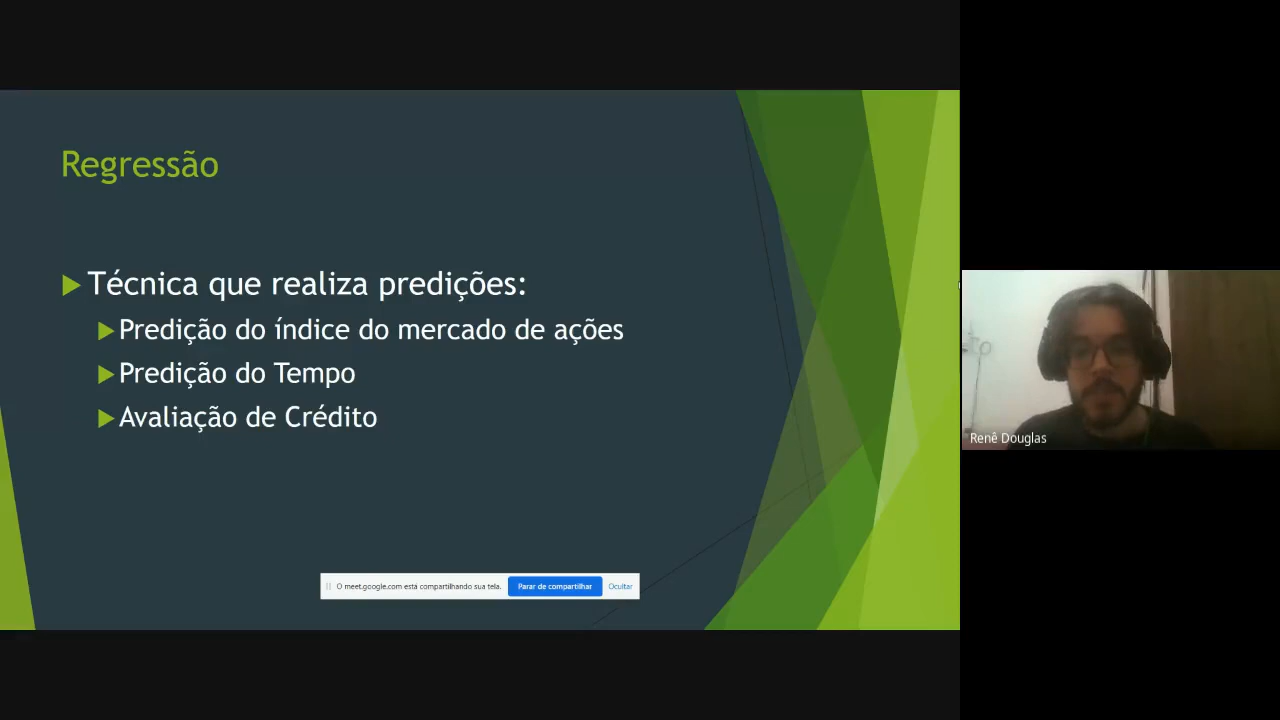 Regressão
Técnica que realiza predições:
Predição do índice do mercado de ações
Predição do Tempo
Avaliação de Crédito
O meet.google.com está compartilhando sua tela. Parar de compartilhar Ocultar
Renê Douglas